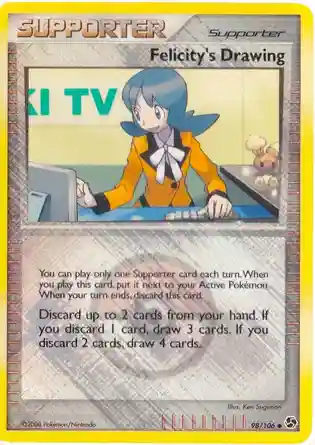 SUPPORTER
Supporter
Felicity's Drawing
KI TV
You can play only one Supporter card each turn. When
you play this card, put it next to your Active Pokémon.
When your turn ends, discard this card.
Discard up to 2 cards from your hand. If
you discard 1 card, draw 3 cards. If you
discard 2 cards, draw 4 cards.
Illus. Ken Sugimori
©2008 Pokémon/Nintendo
98/106